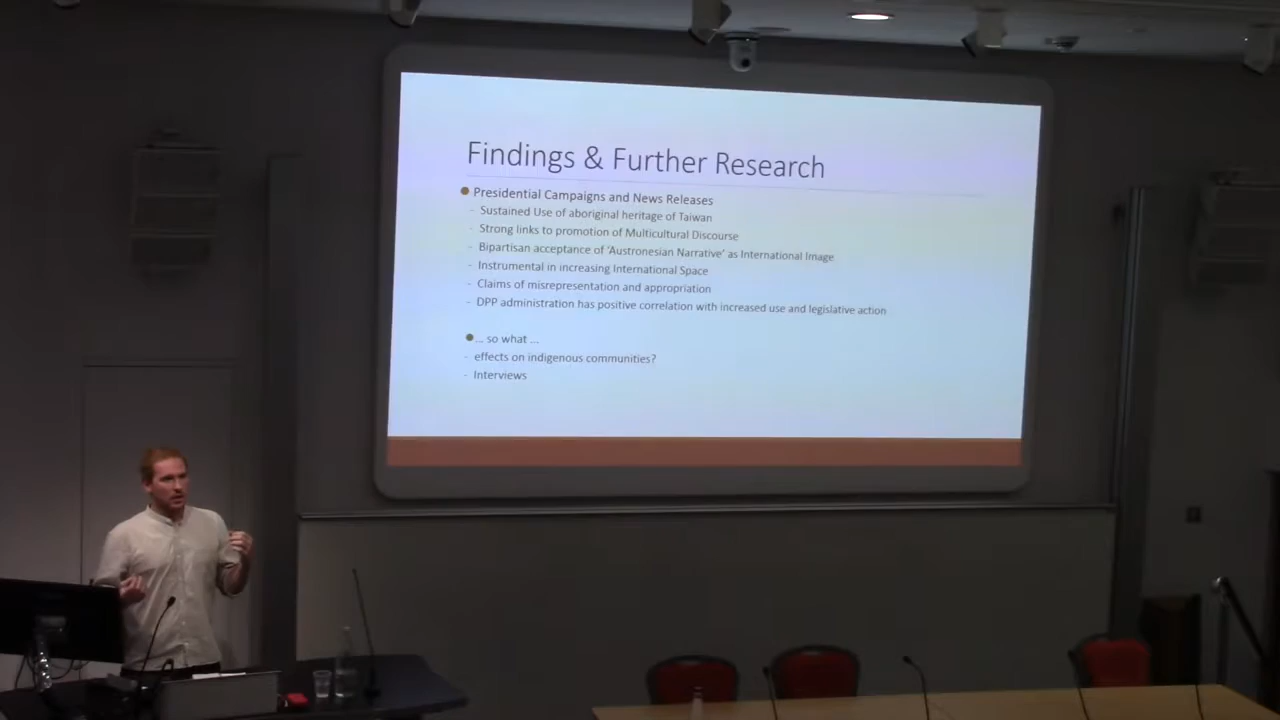 Findings & Further Research
Presidential Campaigns and News Releases
- Sustained Use of aboriginal heritage of Taiwan
- Strong links to promotion of Multicultural Discourse
- Bipartisan acceptance of ‘Austronesian Narrative’ as International Image
- Instrumental in increasing International Space
- Claims of misrepresentation and appropriation
- DPP administration has positive correlation with increased use and legislative action
... so what ...
- effects on indigenous communities?
- Interviews